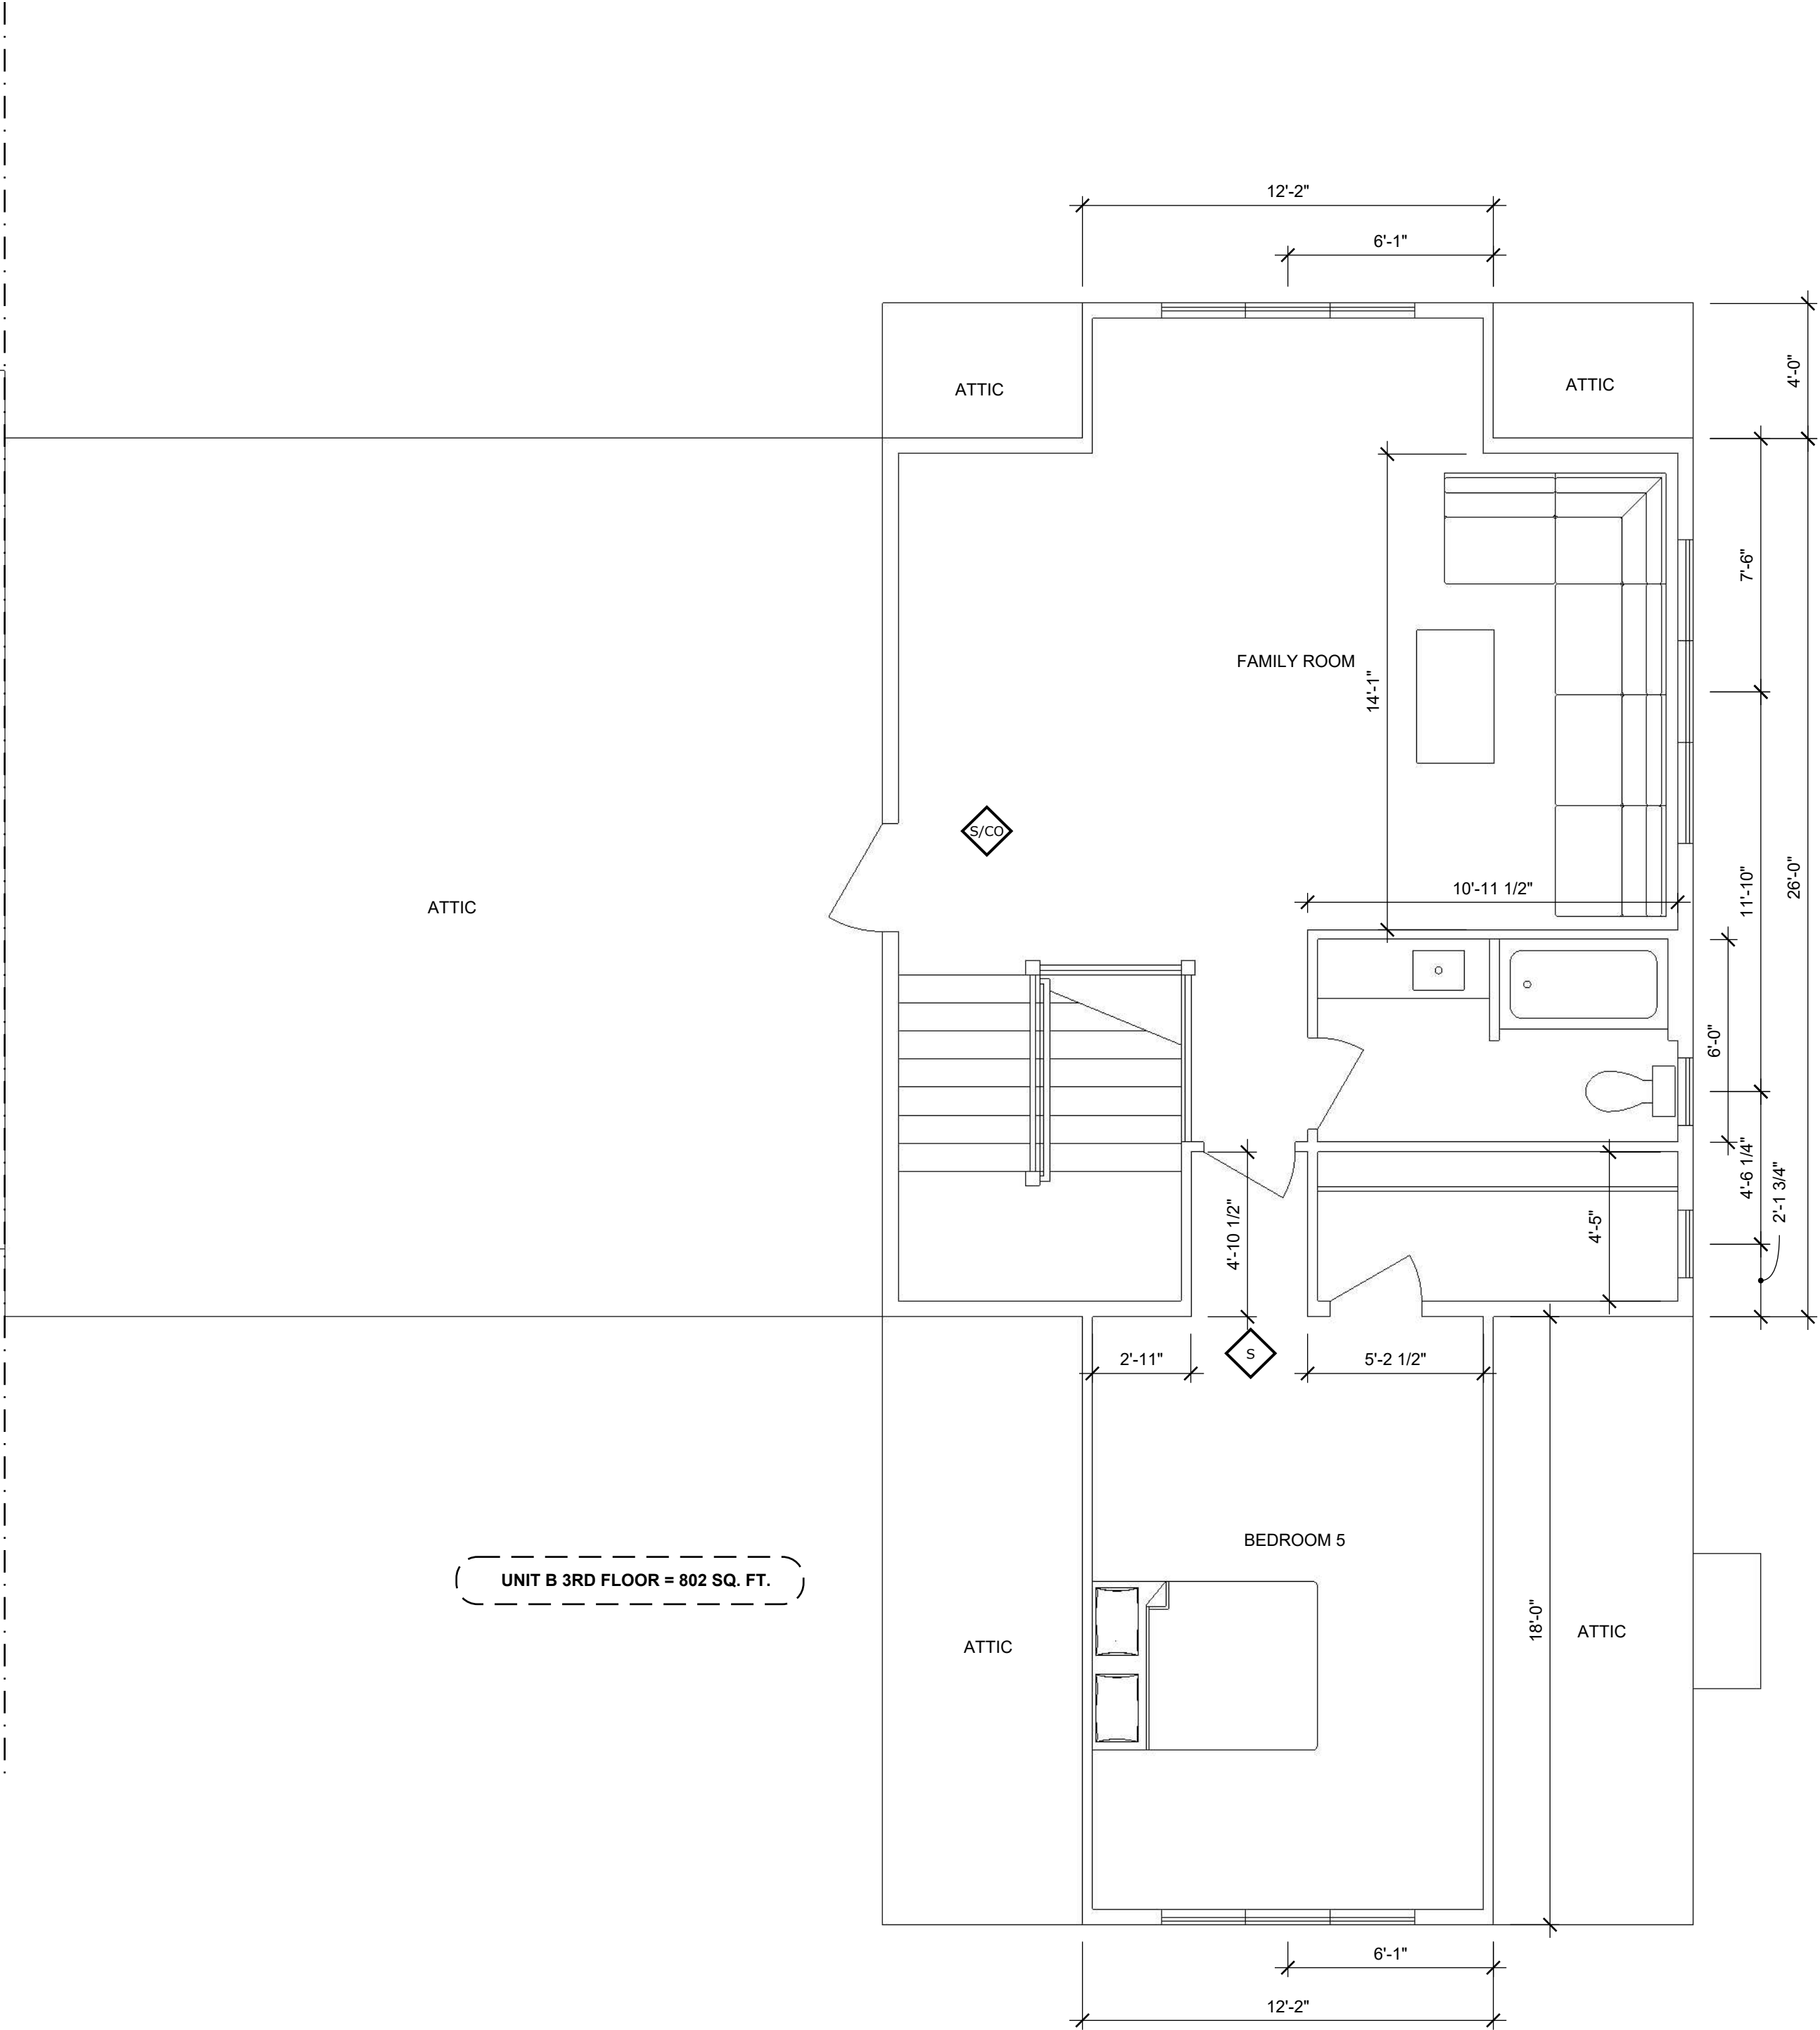 12'-2"
6'-1"
ATTIC
ATTIC
4'-0"
7'-6"
FAMILY ROOM
14'-1"
S/CO
10'-11 1/2"
11'-10"
26'-0"
ATTIC
6'-0"
4'-6 1/4"
2'-1 3/4"
4'-10 1/2"
4'-5"
2'-11"
S
5'-2 1/2"
BEDROOM 5
UNIT B 3RD FLOOR = 802 SQ. FT.
18'-0"
ATTIC
ATTIC
6'-1"
12'-2"